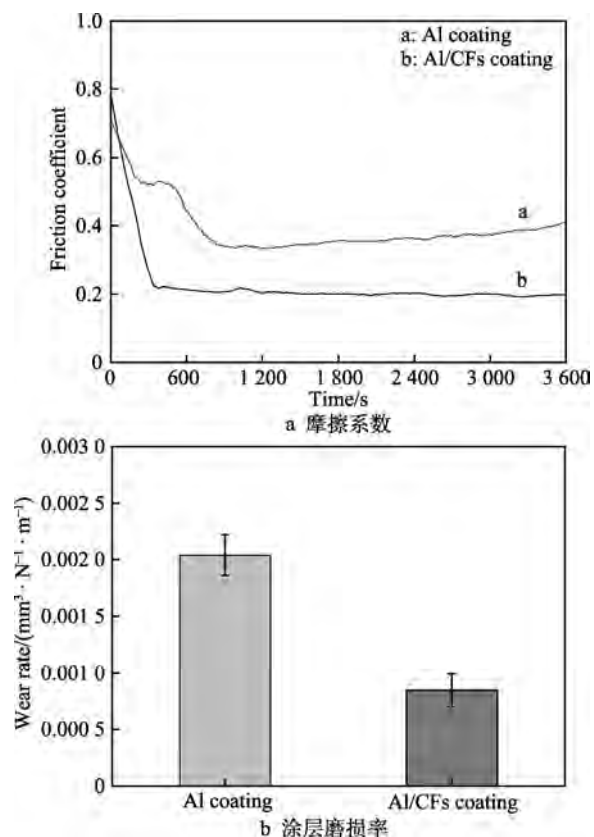 1.0
a: Al coating
b: Al/CFs coating
0.8
0.6
0.4
0.2
0
Friction coefficient
a
b
0 600 1 200 1 800 2 400 3 000 3 600
Time/s
a 摩擦系数
0.003 0
0.002 5
0.002 0
0.001 5
0.001 0
0.000 5
0
Wear rate/(mm³·N⁻¹·m⁻¹)
Al coating Al/CFs coating
b 涂层磨损率